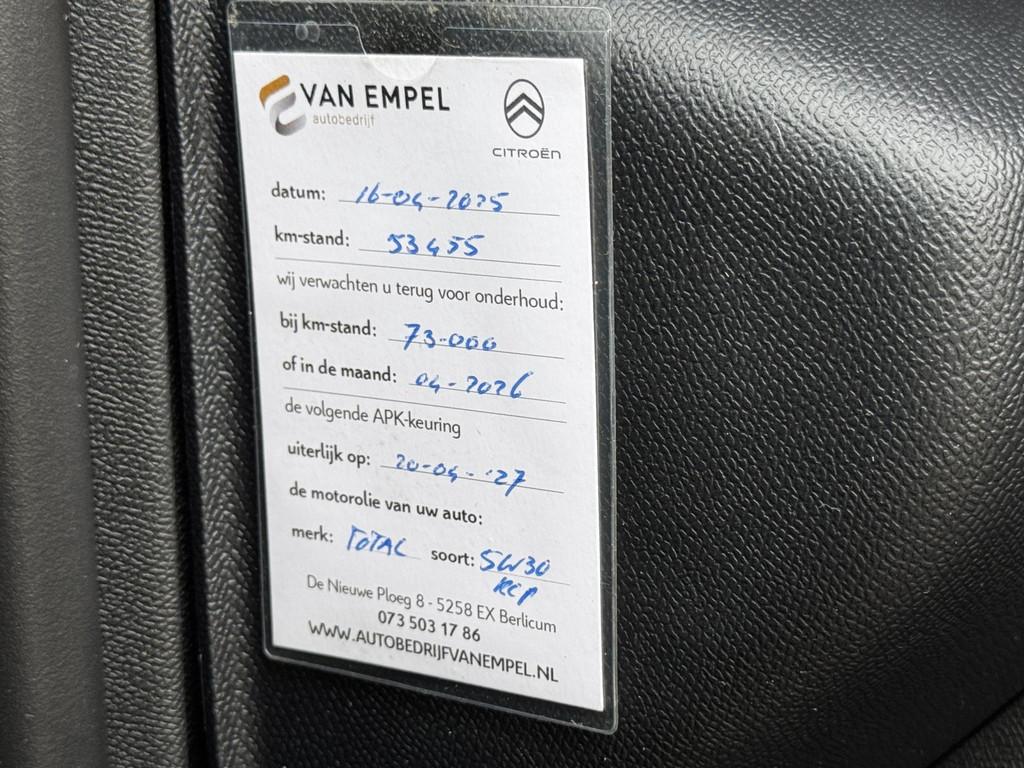 VAN EMPEL
autobedrijf
CITROËN
datum: 16-04-2025
km-stand: 53455
wij verwachten u terug voor onderhoud:
bij km-stand: 73.000
of in de maand: 04-2026
de volgende APK-keuring
uiterlijk op: 20-04-'27
de motorolie van uw auto:
merk: TOTAL soort: 5W30
De Nieuwe Ploeg 8 - 5258 EX Berlicum
073 503 17 86
WWW.AUTOBEDRIJFVANEMPEL.NL